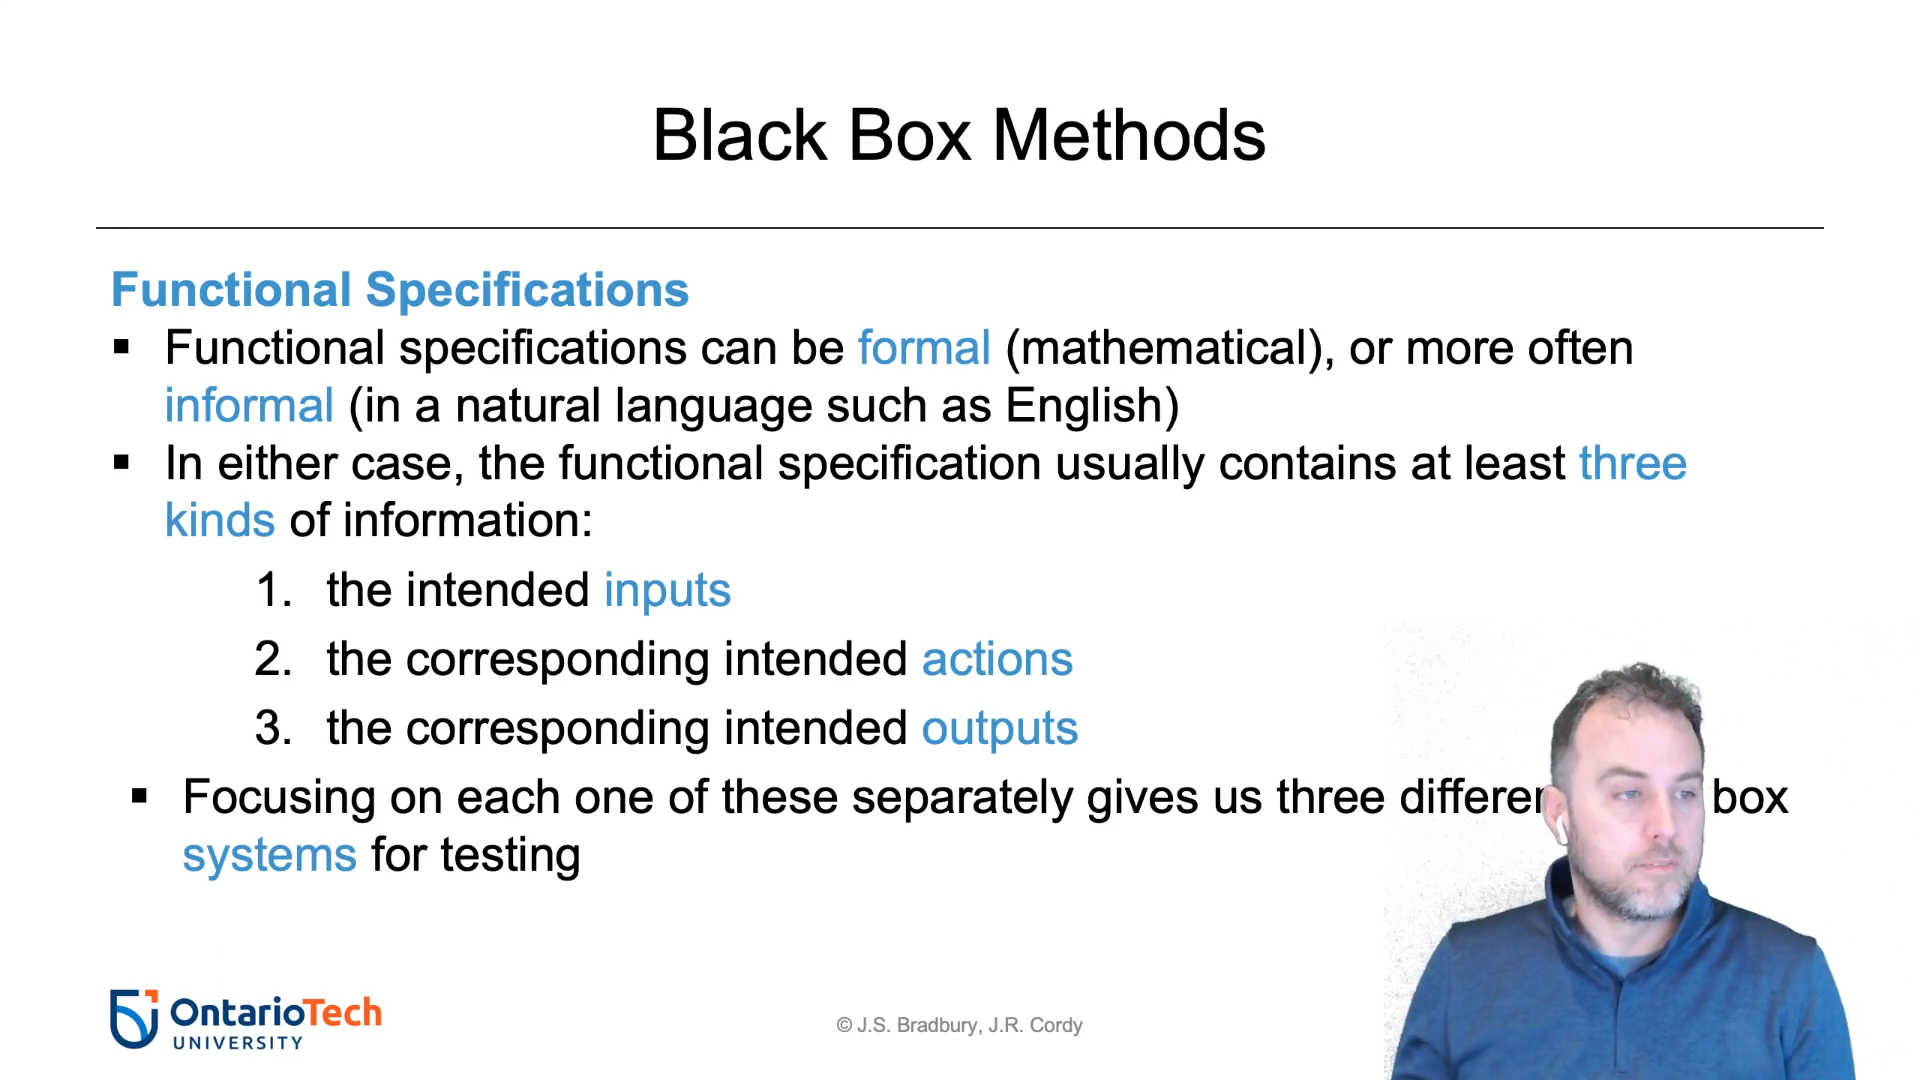 Black Box Methods
Functional Specifications
▪ Functional specifications can be formal (mathematical), or more often
informal (in a natural language such as English)
▪ In either case, the functional specification usually contains at least three
kinds of information:
1. the intended inputs
2. the corresponding intended actions
3. the corresponding intended outputs
▪ Focusing on each one of these separately gives us three box
systems for testing
OntarioTech
UNIVERSITY
© J.S. Bradbury, J.R. Cordy